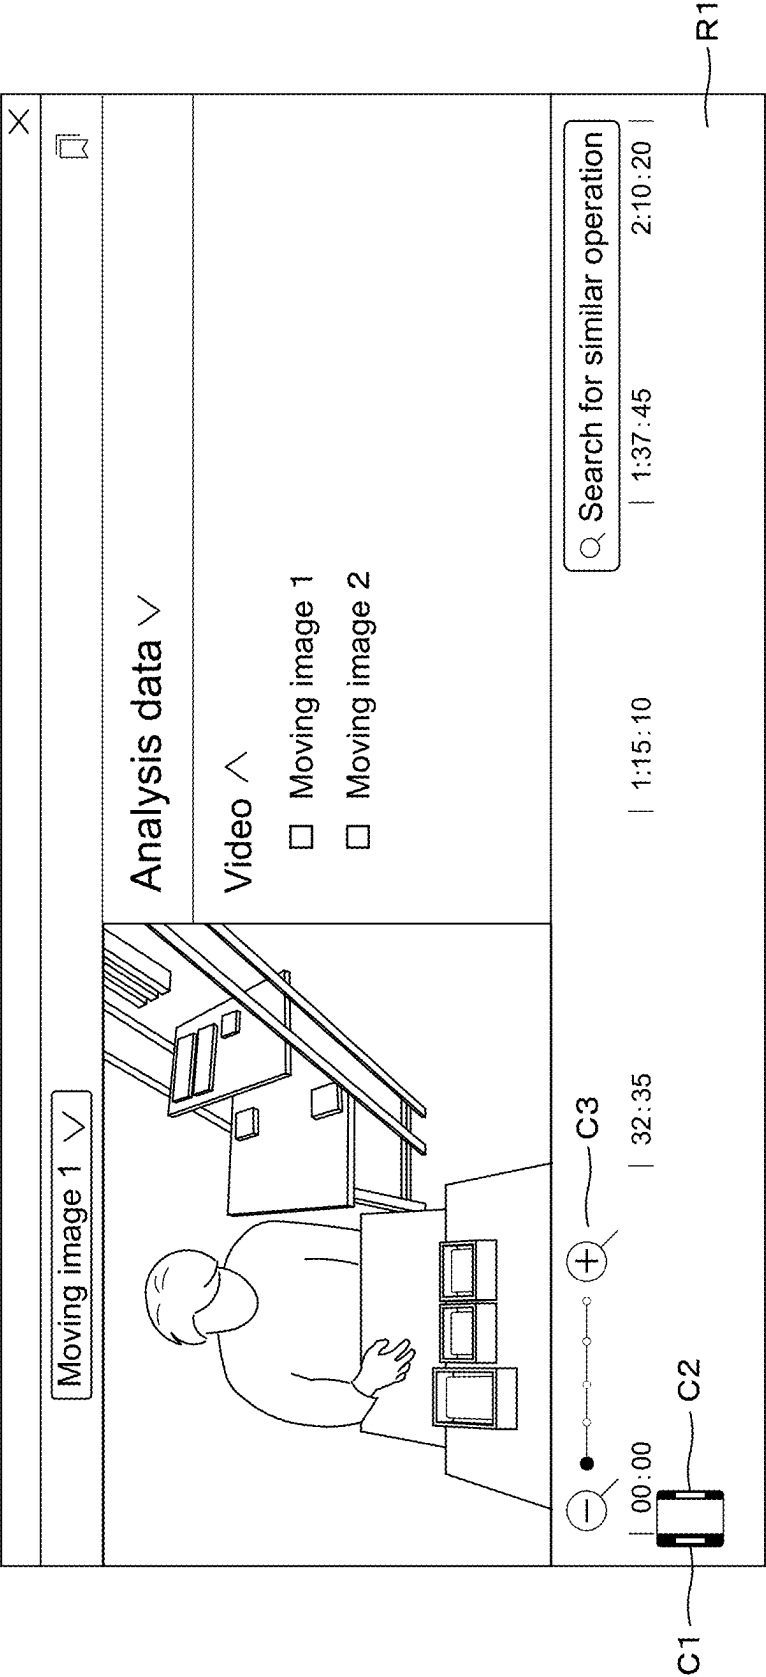 Moving image 1
Analysis data
Video
Moving image 1
Moving image 2
C3
Search for similar operation
00:00
32:35
1:15:10
1:37:45
2:10:20
C1
C2
R1